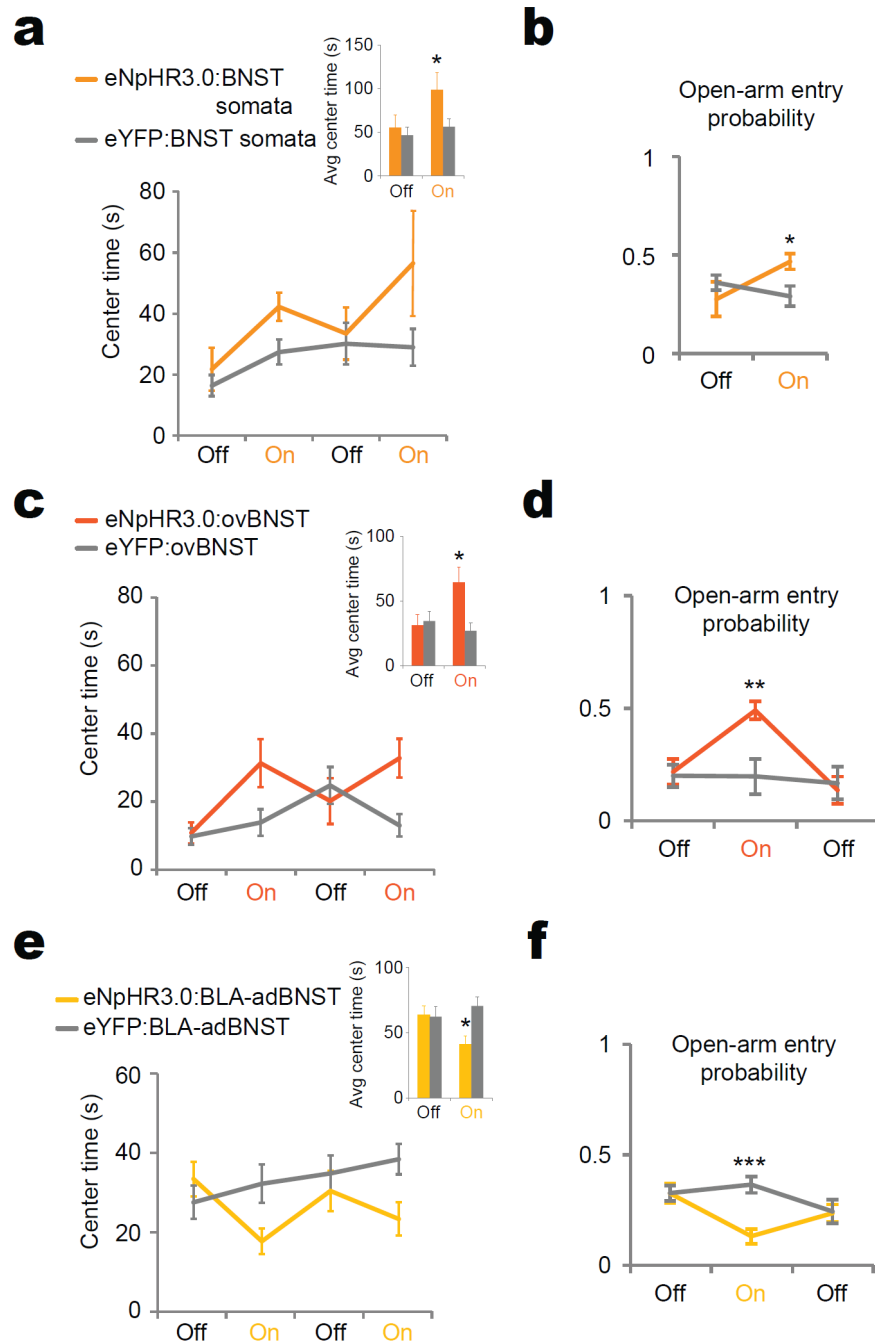 a
eNpHR3.0:BNST
somata
eYFP:BNST somata
Avg center time (s)
150
100
50
0
*
Off
On
Center time (s)
80
60
40
20
0
Off
On
Off
On
b
Open-arm entry
probability
1
0.5
0
*
Off
On
c
eNpHR3.0:ovBNST
eYFP:ovBNST
Avg center time (s)
100
50
0
*
Off
On
Center time (s)
80
60
40
20
0
Off
On
Off
On
d
Open-arm entry
probability
1
0.5
0
**
Off
On
Off
e
eNpHR3.0:BLA-adBNST
eYFP:BLA-adBNST
Avg center time (s)
100
50
0
*
Off
On
Center time (s)
60
40
20
0
Off
On
Off
On
f
Open-arm entry
probability
1
0.5
0
***
Off
On
Off